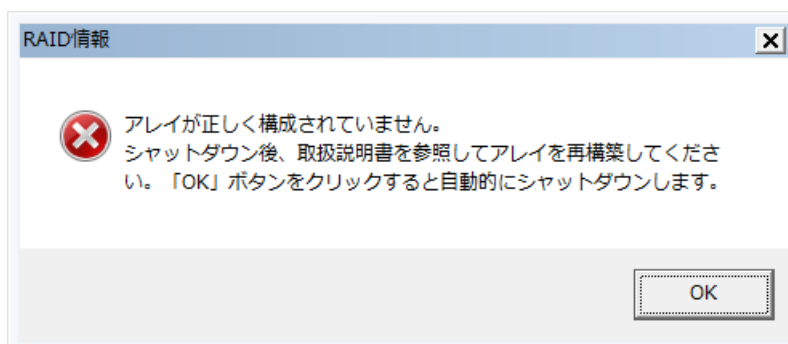 RAID情報
アレイが正しく構成されていません。
シャットダウン後、取扱説明書を参照してアレイを再構築してくださ
い。「OK」ボタンをクリックすると自動的にシャットダウンします。
OK